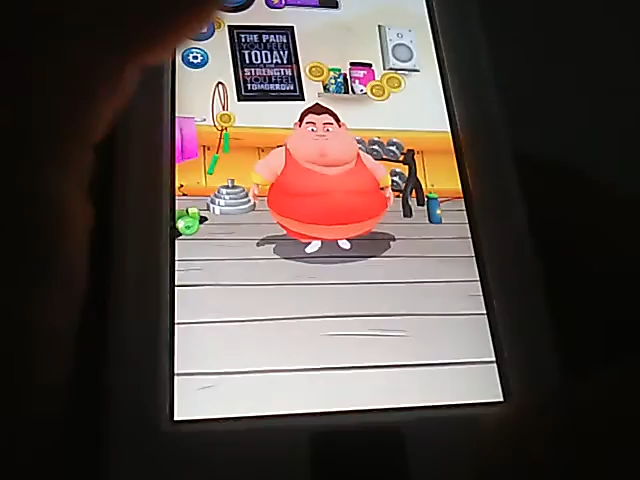 THE PAIN
YOU FEEL
TODAY
STRENGTH
YOU FEEL
TOMORROW